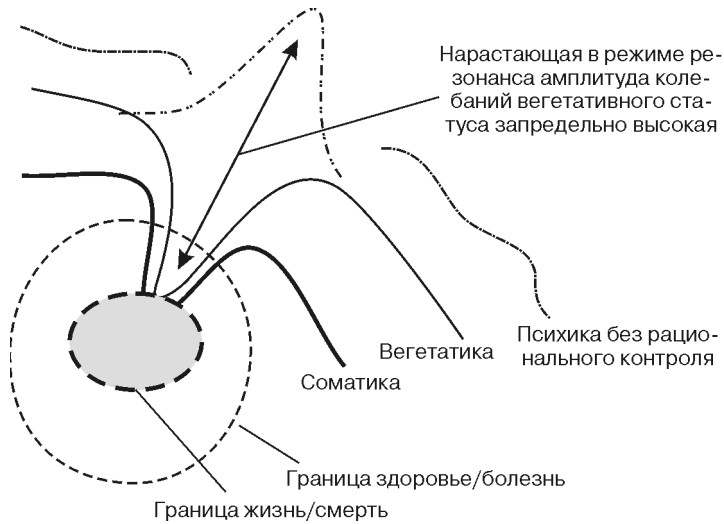 Нарастающая в режиме ре-
зонанса амплитуда коле-
баний вегетативного ста-
туса запредельно высокая
Психика без рацио-
нального контроля
Вегетатика
Соматика
Граница здоровье/болезнь
Граница жизнь/смерть